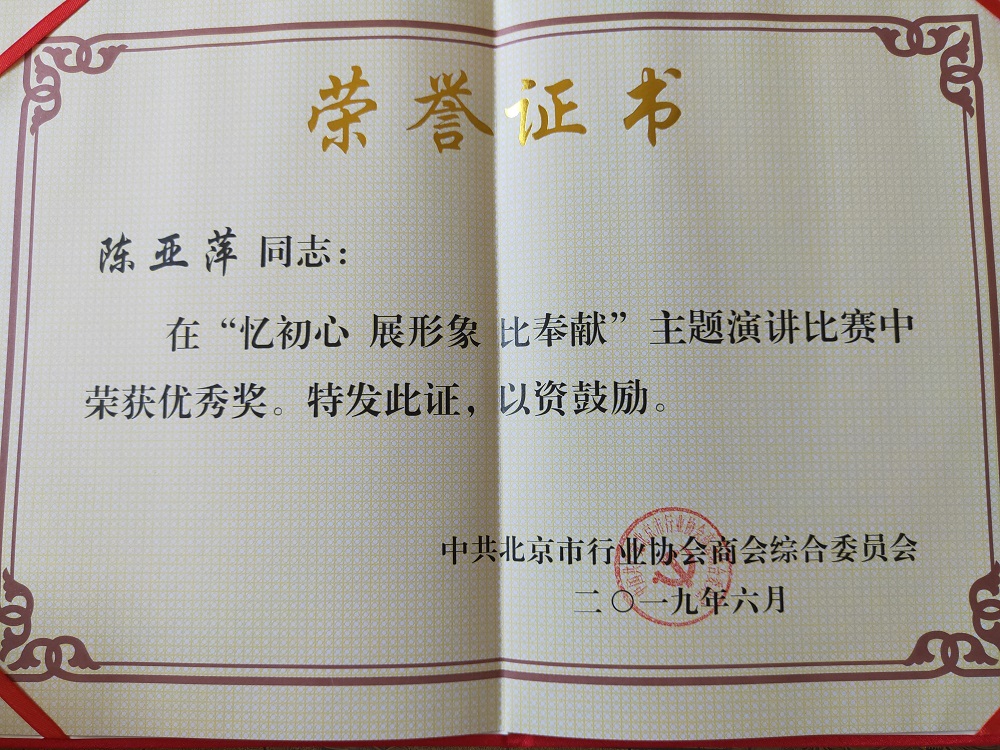 荣誉证书
陈亚萍 同志：
在“忆初心 展形象 比奉献”主题演讲比赛中
荣获优秀奖。特发此证，以资鼓励。
中共北京市行业协会商会综合委员会
二〇一九年六月